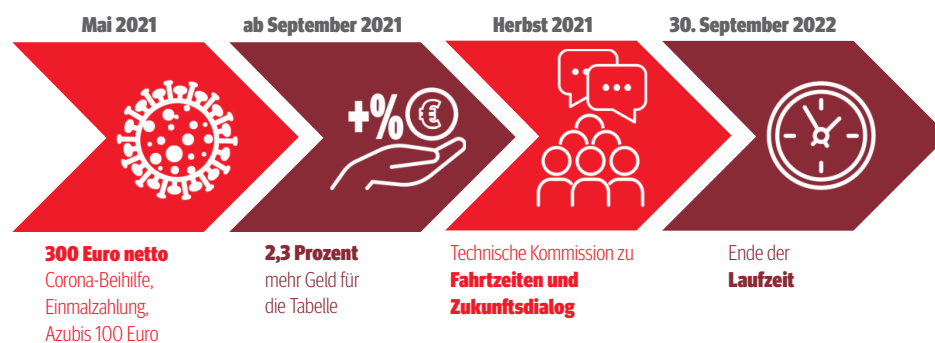 Mai 2021
ab September 2021
Herbst 2021
30. September 2022
+%€
300 Euro netto
Corona-Beihilfe,
Einmalzahlung,
Azubis 100 Euro
2,3 Prozent
mehr Geld für
die Tabelle
Technische Kommission zu
Fahrtzeiten und
Zukunftsdialog
Ende der
Laufzeit